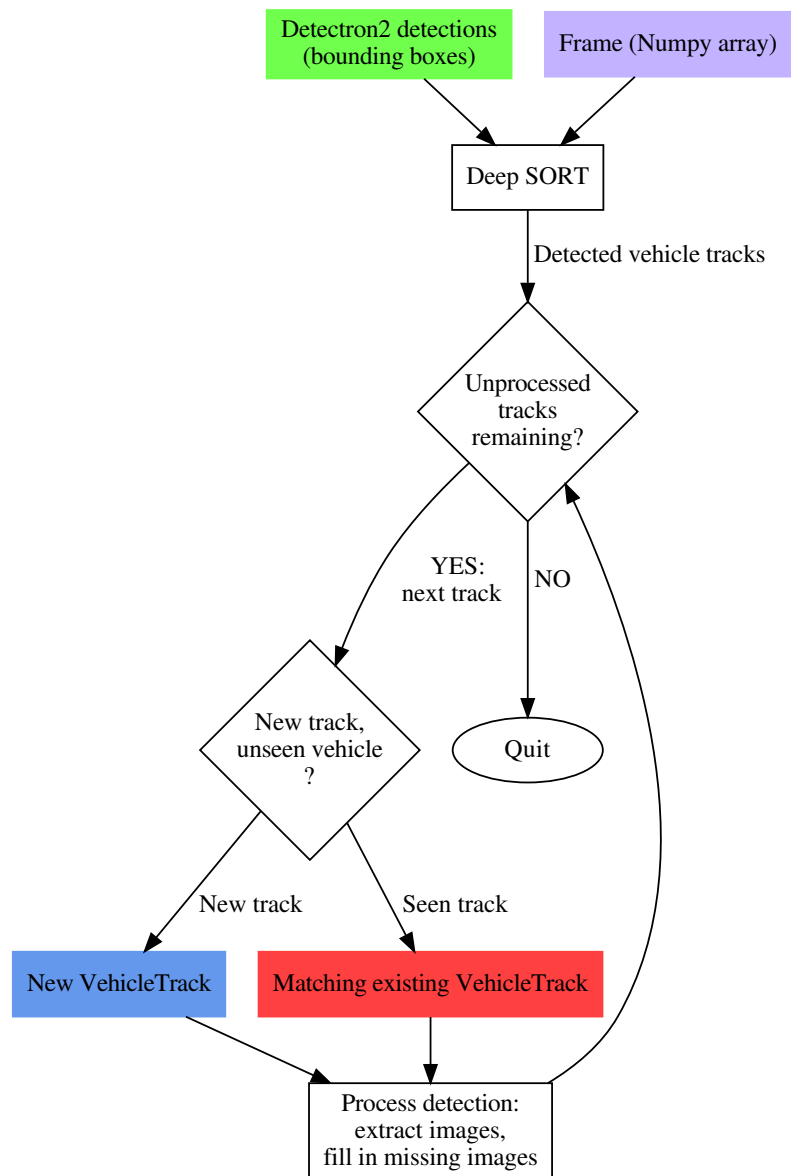 Detectron2 detections
(bounding boxes)
Frame (Numpy array)
Deep SORT
Detected vehicle tracks
Unprocessed
tracks
remaining?
YES:
next track
NO
New track,
unseen vehicle
?
Quit
New track
Seen track
New VehicleTrack
Matching existing VehicleTrack
Process detection:
extract images,
fill in missing images